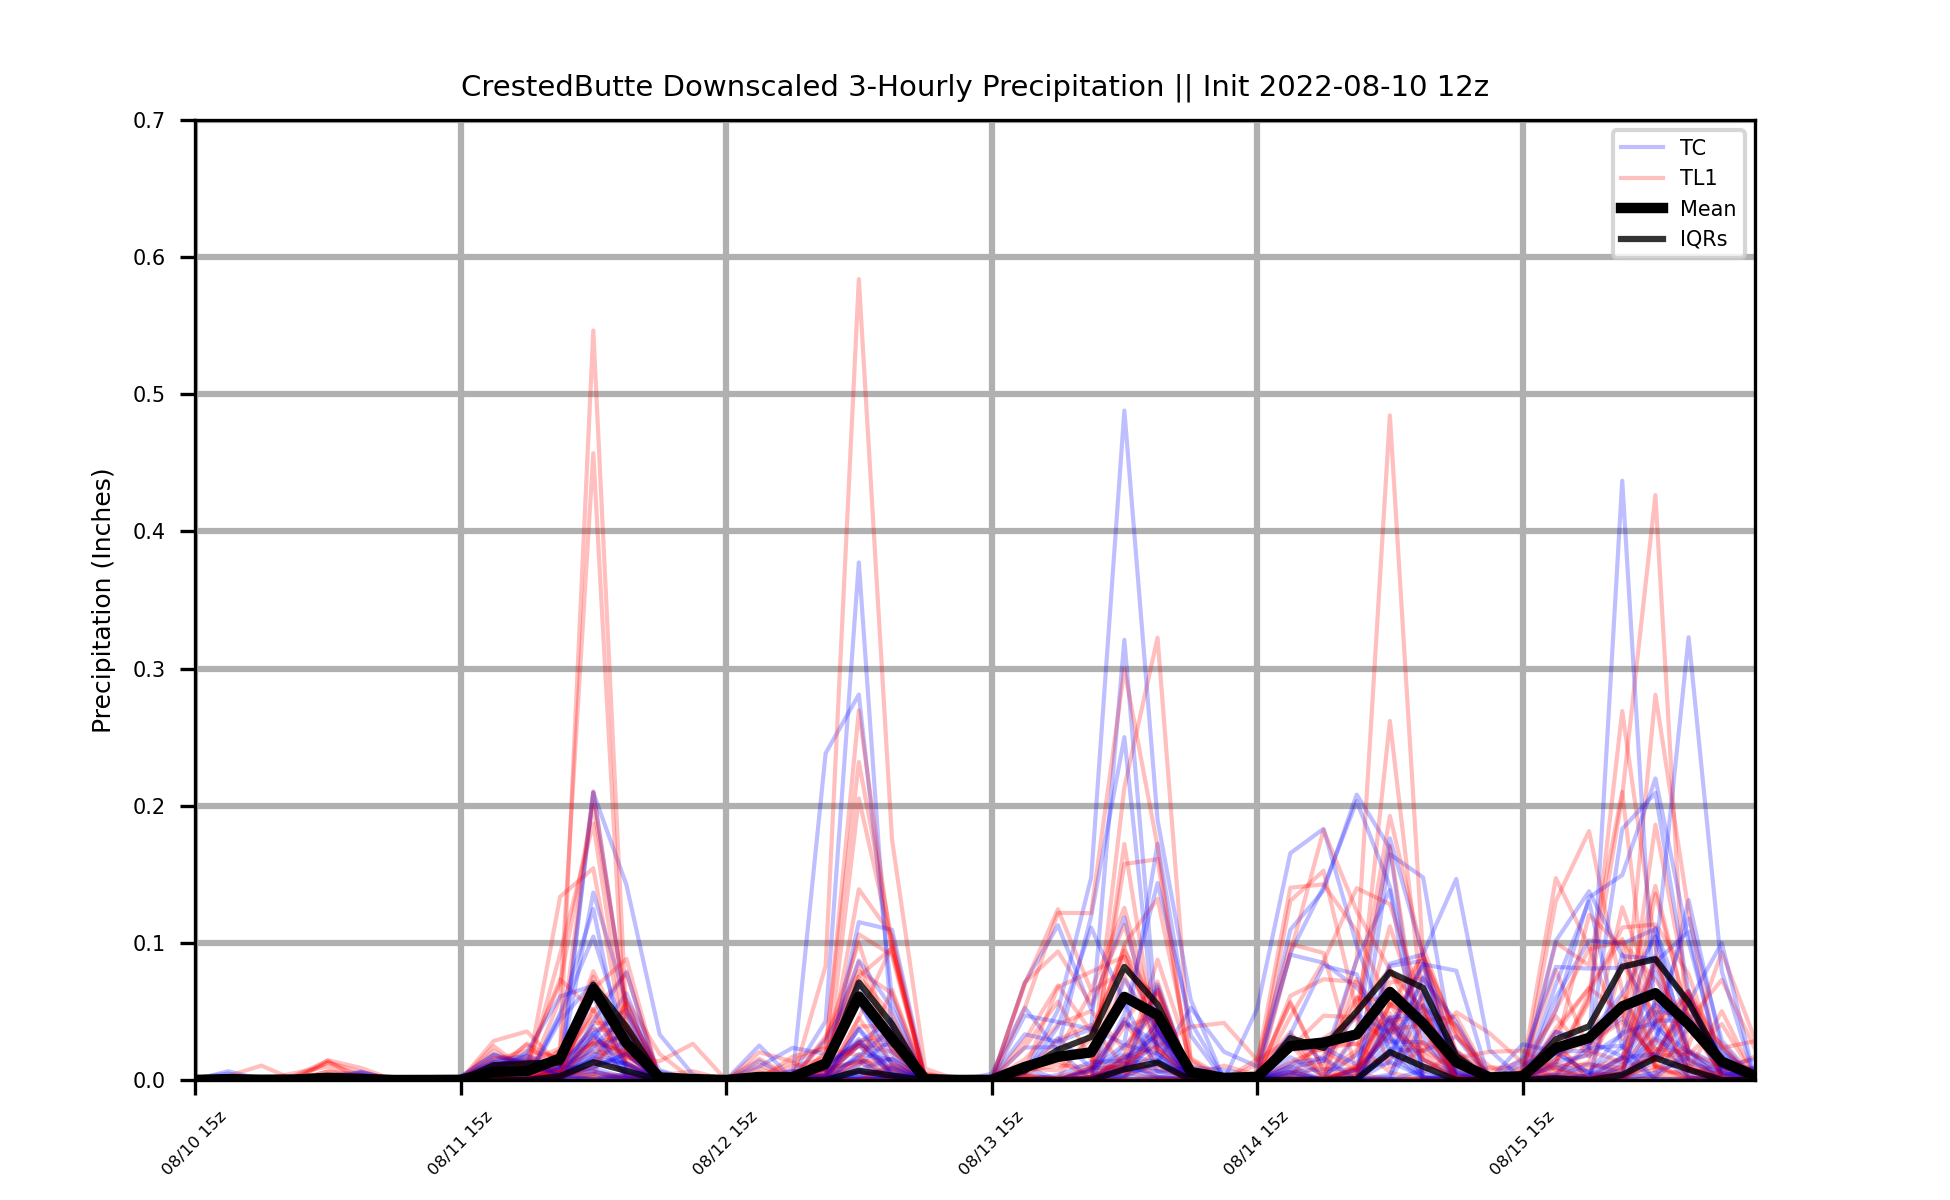 CrestedButte Downscaled 3-Hourly Precipitation || Init 2022-08-10 12z
TC
TL1
Mean
IQRs
Precipitation (Inches)
0.7
0.6
0.5
0.4
0.3
0.2
0.1
0.0
08/10 15z
08/11 15z
08/12 15z
08/13 15z
08/14 15z
08/15 15z